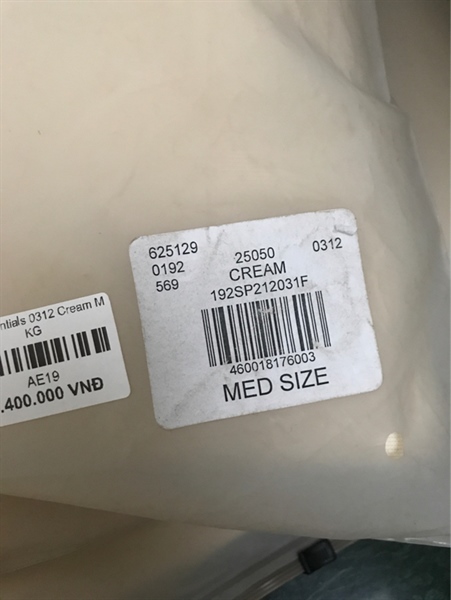 625129 25050 0312
0192 CREAM
569 192SP212031F
460018176003
MED SIZE
ntials 0312 Cream M
KG
AE19
.400.000 VNĐ